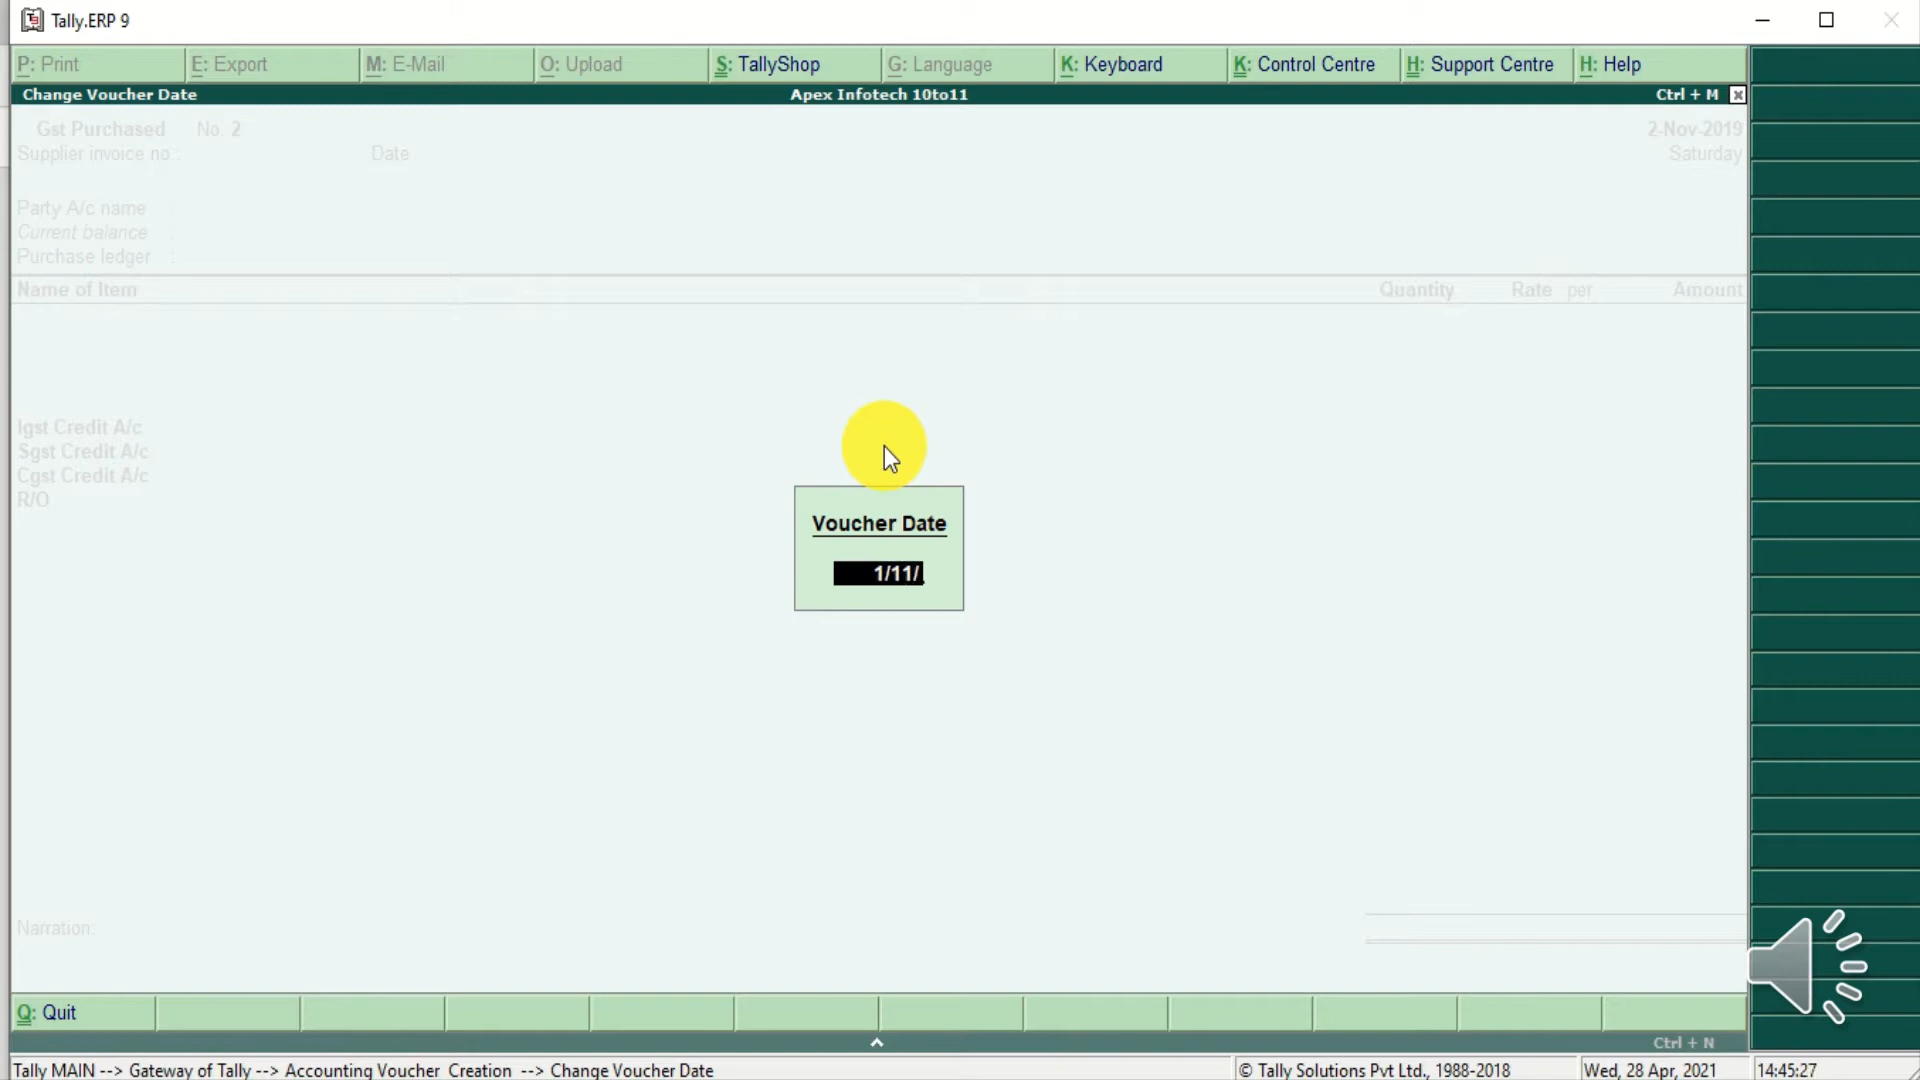 Tally.ERP 9
P: Print E: Export M: E-Mail O: Upload S: TallyShop G: Language K: Keyboard K: Control Centre H: Support Centre H: Help
Change Voucher Date Apex Infotech 10to11 Ctrl + M
Gst Purchased No. 2 2-Nov-2019
Supplier invoice no.: Date Saturday
Party A/c name :
Current balance :
Purchase ledger :
Name of Item Quantity Rate per Amount
Igst Credit A/c
Sgst Credit A/c
Cgst Credit A/c
R/O
Voucher Date
1/11/
Narration:
Q: Quit
Ctrl + N
Tally MAIN --> Gateway of Tally --> Accounting Voucher Creation --> Change Voucher Date © Tally Solutions Pvt Ltd., 1988-2018 Wed, 28 Apr, 2021 14:45:27